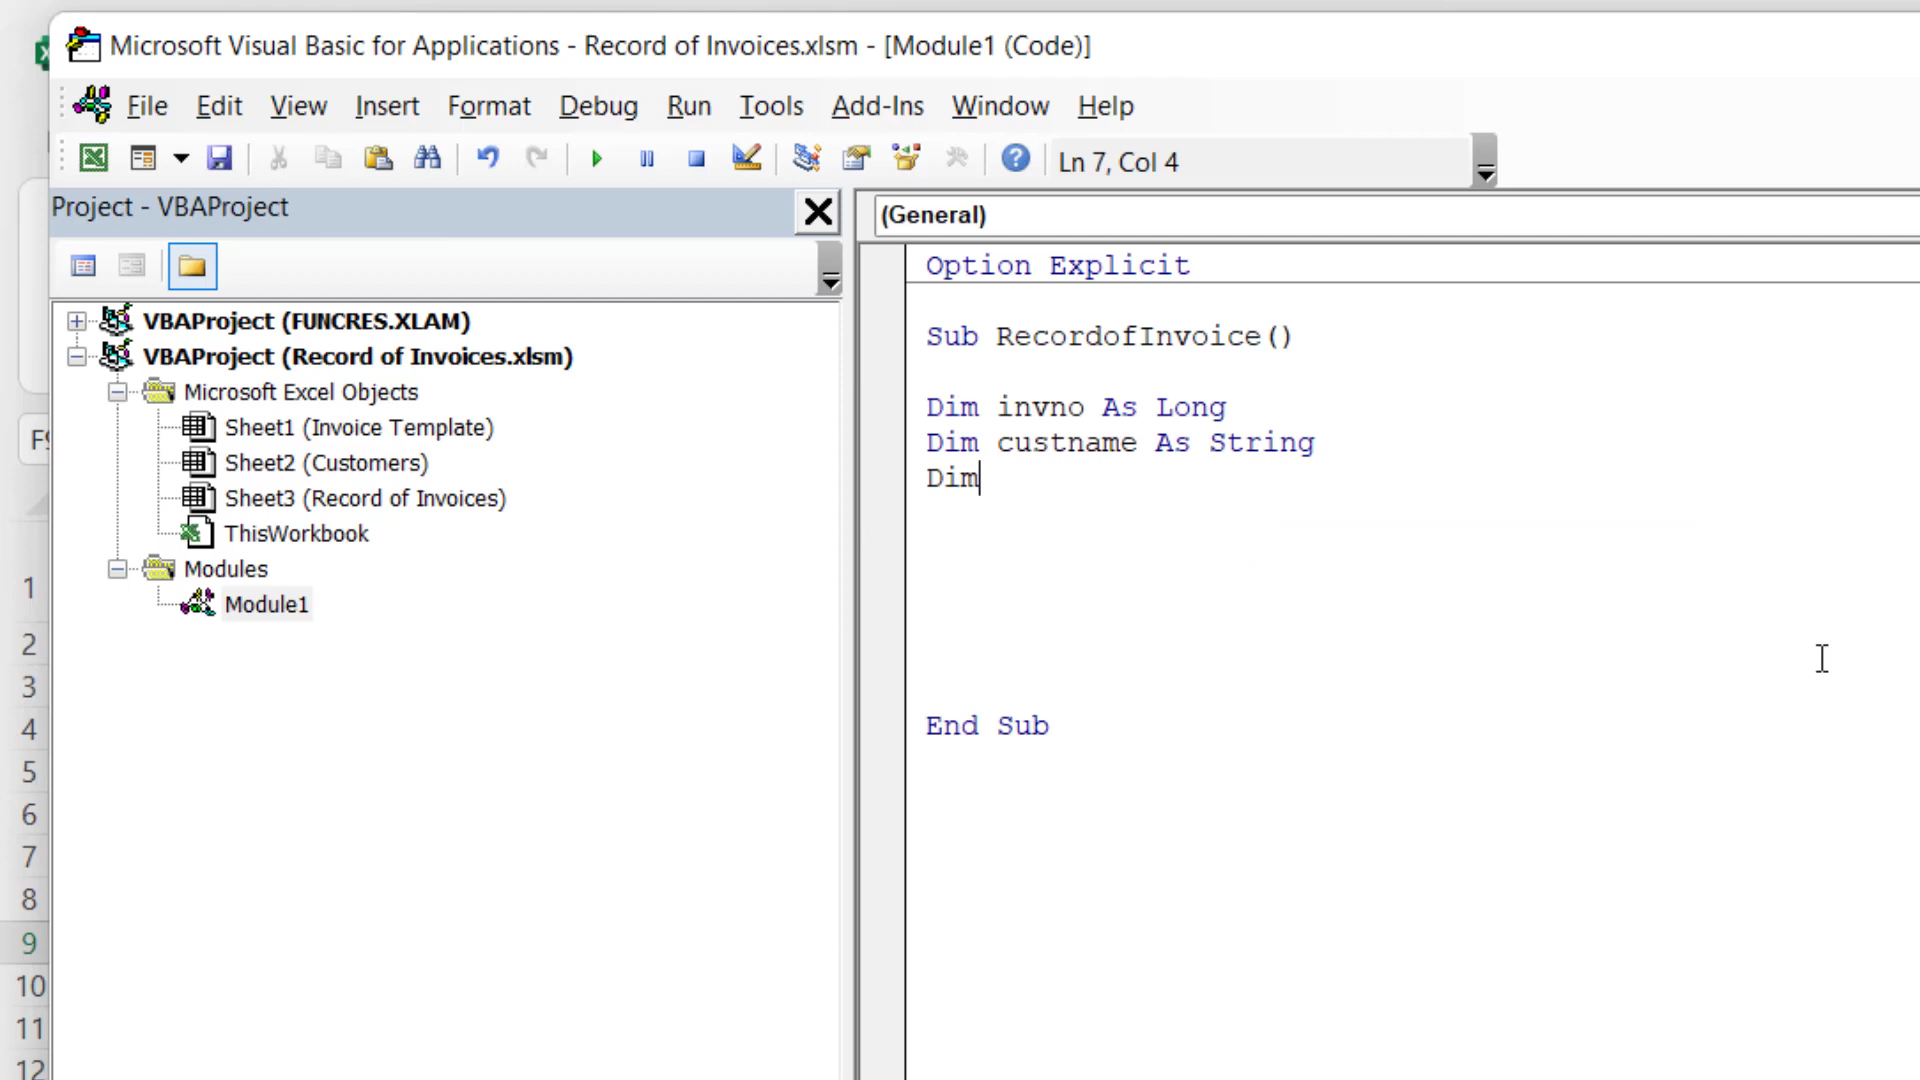 Microsoft Visual Basic for Applications - Record of Invoices.xlsm - [Module1 (Code)]
File Edit View Insert Format Debug Run Tools Add-Ins Window Help
Ln 7, Col 4
Project - VBAProject
(General)
VBAProject (FUNCRES.XLAM)
VBAProject (Record of Invoices.xlsm)
Microsoft Excel Objects
Sheet1 (Invoice Template)
Sheet2 (Customers)
Sheet3 (Record of Invoices)
ThisWorkbook
Modules
Module1
Option Explicit
Sub RecordofInvoice()
Dim invno As Long
Dim custname As String
Dim
End Sub
1
2
3
4
5
6
7
8
9
10
11
12